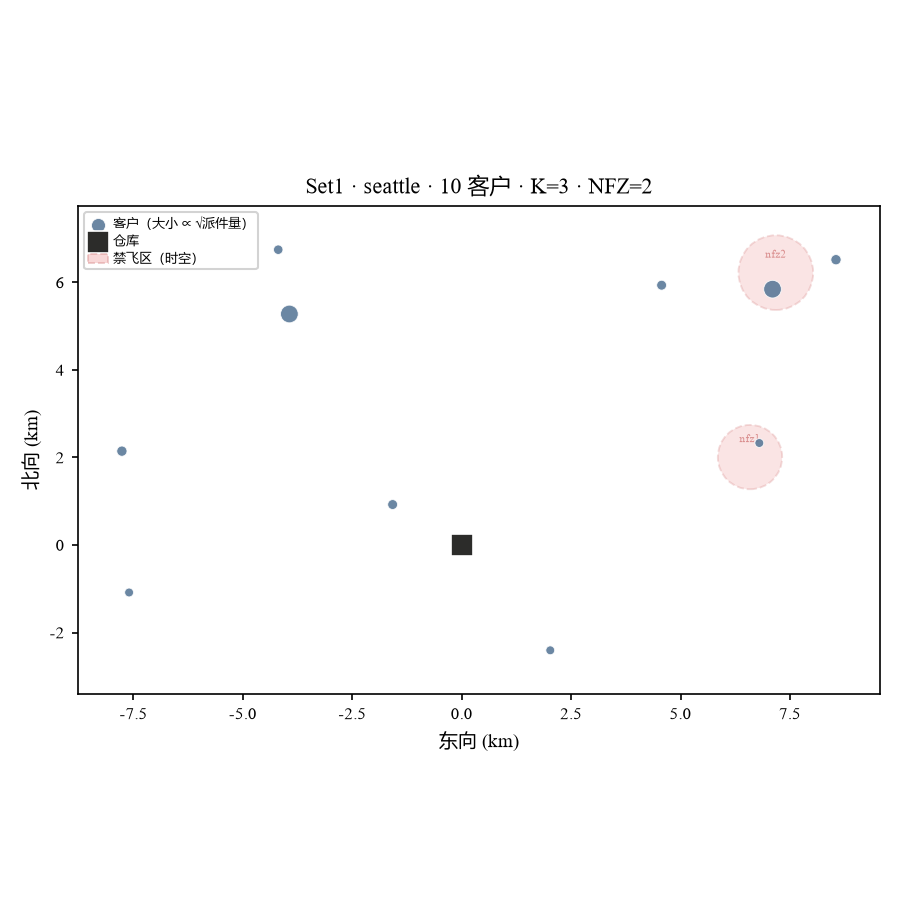 Set1 · seattle · 10 客户 · K=3 · NFZ=2
客户（大小 ∝ √派件量）
仓库
禁飞区（时空）
nfz2
nfz1
北向 (km)
6
4
2
0
-2
-7.5 -5.0 -2.5 0.0 2.5 5.0 7.5
东向 (km)